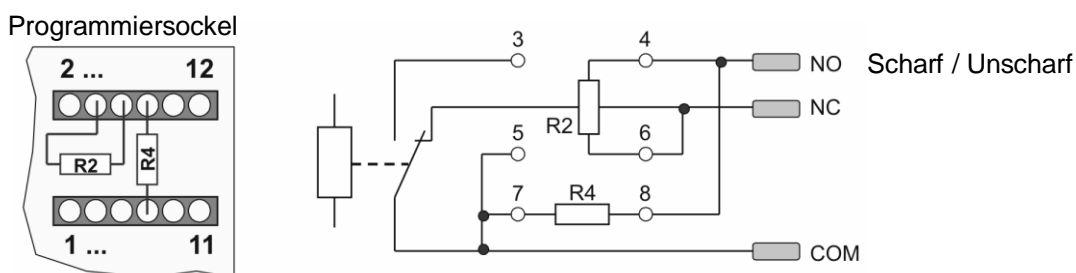 Programmiersockel
2 ... 12
R2
R4
1 ... 11
3 4
NO Scharf / Unscharf
NC
R2
5 6
7 R4 8
COM